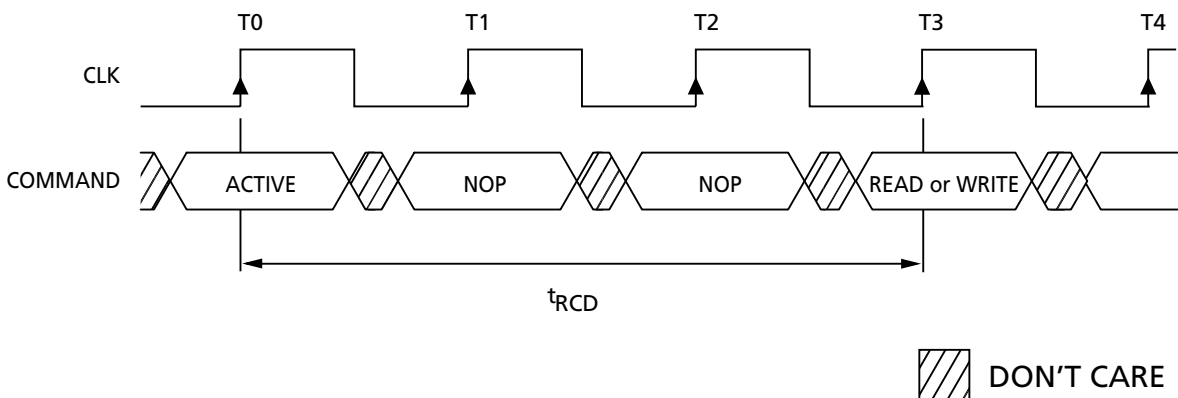 T0 T1 T2 T3 T4
CLK
COMMAND ACTIVE NOP NOP READ or WRITE
tRCD
DON'T CARE